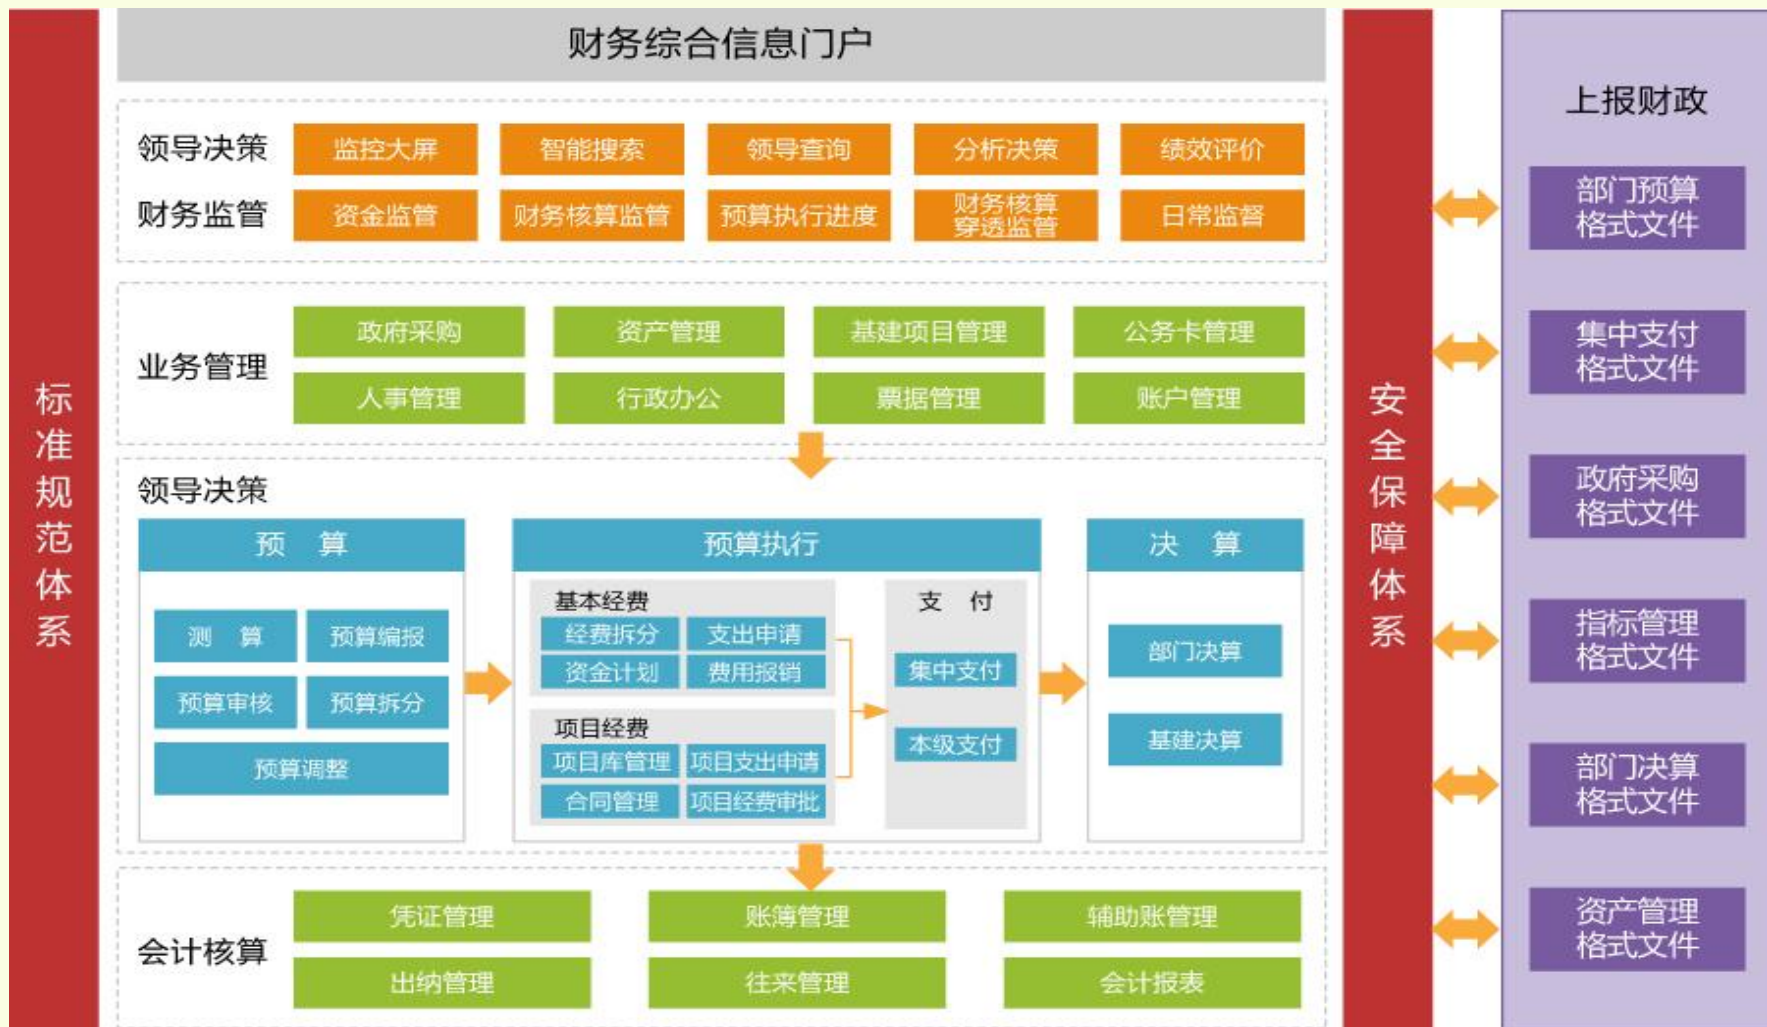 财务综合信息门户
领导决策
监控大屏
智能搜索
领导查询
分析决策
绩效评价
财务监管
资金监管
财务核算监管
预算执行进度
财务核算
穿透监管
日常监督
业务管理
政府采购
资产管理
基建项目管理
公务卡管理
人事管理
行政办公
票据管理
账户管理
领导决策
预 算
测 算
预算编报
预算审核
预算拆分
预算调整
预算执行
基本经费
经费拆分
支出申请
资金计划
费用报销
项目经费
项目库管理
项目支出申请
合同管理
项目经费审批
支 付
集中支付
本级支付
决 算
部门决算
基建决算
会计核算
凭证管理
账簿管理
辅助账管理
出纳管理
往来管理
会计报表
标准规范体系
安全保障体系
上报财政
部门预算
格式文件
集中支付
格式文件
政府采购
格式文件
指标管理
格式文件
部门决算
格式文件
资产管理
格式文件